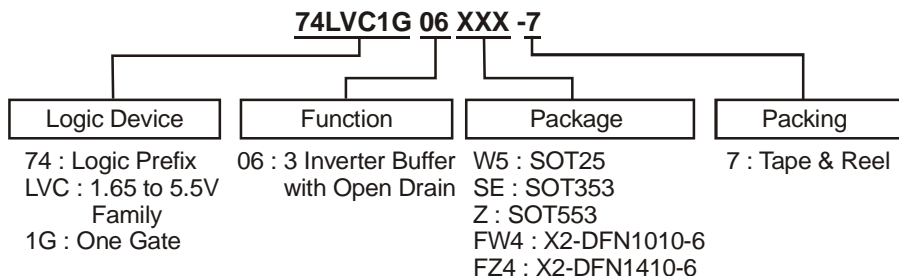 74LVC1G 06 XXX -7
Logic Device
Function
Package
Packing
74 : Logic Prefix
LVC : 1.65 to 5.5V
Family
1G : One Gate
06 : 3 Inverter Buffer
with Open Drain
W5 : SOT25
SE : SOT353
Z : SOT553
FW4 : X2-DFN1010-6
FZ4 : X2-DFN1410-6
7 : Tape & Reel